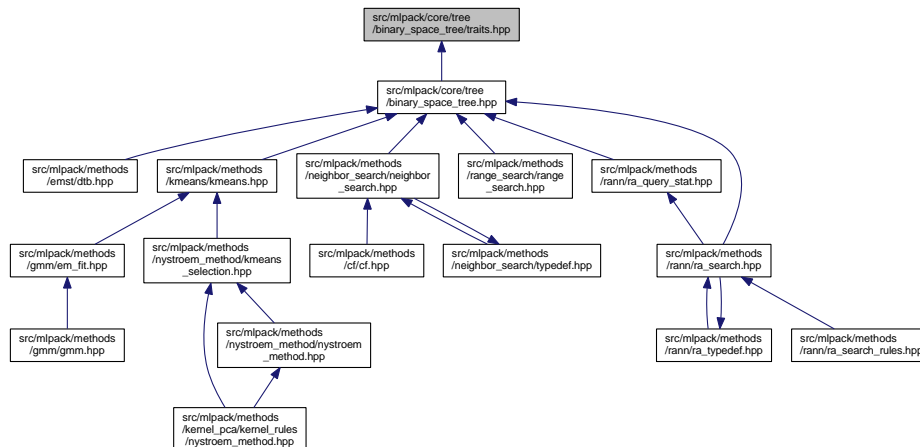 src/mlpack/core/tree
/binary_space_tree/traits.hpp
src/mlpack/core/tree
/binary_space_tree.hpp
src/mlpack/methods
/emst/dtb.hpp
src/mlpack/methods
/kmeans/kmeans.hpp
src/mlpack/methods
/neighbor_search/neighbor
_search.hpp
src/mlpack/methods
/range_search/range
_search.hpp
src/mlpack/methods
/rann/ra_query_stat.hpp
src/mlpack/methods
/gmm/em_fit.hpp
src/mlpack/methods
/nystroem_method/kmeans
_selection.hpp
src/mlpack/methods
/cf/cf.hpp
src/mlpack/methods
/neighbor_search/typedef.hpp
src/mlpack/methods
/rann/ra_search.hpp
src/mlpack/methods
/gmm/gmm.hpp
src/mlpack/methods
/nystroem_method/nystroem
_method.hpp
src/mlpack/methods
/rann/ra_typedef.hpp
src/mlpack/methods
/rann/ra_search_rules.hpp
src/mlpack/methods
/kernel_pca/kernel_rules
/nystroem_method.hpp